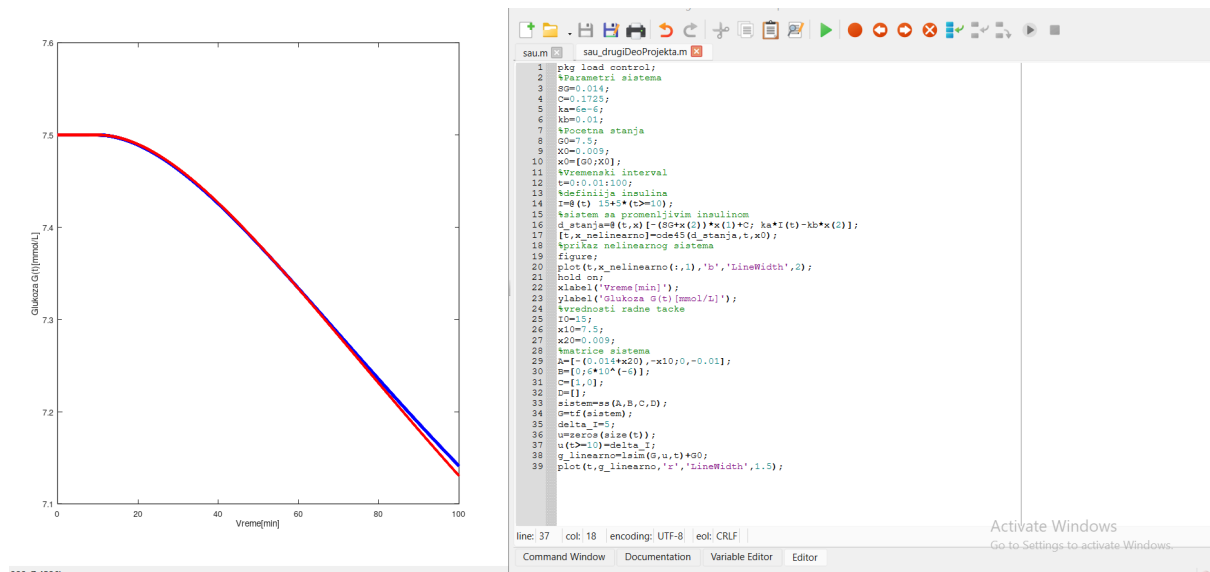 7.6
7.5
7.4
7.3
7.2
7.1
0
20
40
60
80
100
Glukoza G(t)[mmol/L]
Vreme[min]
sau.m
sau_drugiDeoProjekta.m
1 pkg load control;
2 %Parametri sistema
3 SG=0.014;
4 C=0.1725;
5 ka=6e-6;
6 kb=0.01;
7 %Pocetna stanja
8 G0=7.5;
9 X0=0.009;
10 x0=[G0;X0];
11 %Vremenski interval
12 t=0:0.01:100;
13 %definiija insulina
14 I=@(t) 15+5*(t>=10);
15 %sistem sa promenljivim insulinom
16 d_stanja=@(t,x)[-(SG+x(2))*x(1)+C; ka*I(t)-kb*x(2)];
17 [t,x_nelinearno]=ode45(d_stanja,t,x0);
18 %prikaz nelinearnog sistema
19 figure;
20 plot(t,x_nelinearno(:,1),'b','LineWidth',2);
21 hold on;
22 xlabel('Vreme[min]');
23 ylabel('Glukoza G(t)[mmol/L]');
24 %vrednosti radne tacke
25 I0=15;
26 x10=7.5;
27 x20=0.009;
28 %matrice sistema
29 A=[-(0.014+x20),-x10;0,-0.01];
30 B=[0;6*10^(-6)];
31 C=[1,0];
32 D=[];
33 sistem=ss(A,B,C,D);
34 G=tf(sistem);
35 delta_I=5;
36 u=zeros(size(t));
37 u(t>=10)=delta_I;
38 g_linearno=lsim(G,u,t)+G0;
39 plot(t,g_linearno,'r','LineWidth',1.5);
Activate Windows
Go to Settings to activate Windows.
line: 37 col: 18 encoding: UTF-8 eol: CRLF
Command Window Documentation Variable Editor Editor